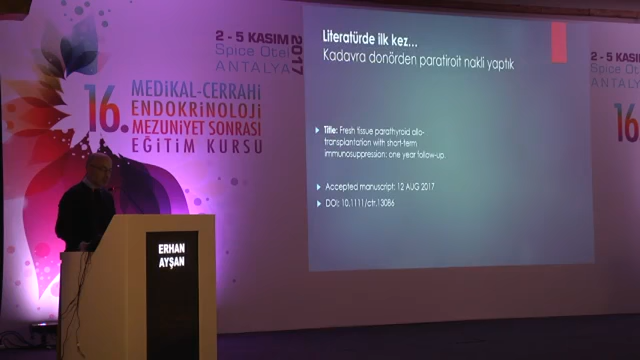 2 - 5 KASIM
Spice Otel
ANTALYA
2017
16.
MEDİKAL-CERRAHİ
ENDOKRİNOLOJİ
MEZUNİYET SONRASI
EĞİTİM KURSU
Literatürde ilk kez...
Kadavra donörden paratiroit nakli yaptık
Title: Fresh tissue parathyroid allo-
transplantation with short-term
immunosuppression: one year follow-up.
Accepted manuscript: 12 AUG 2017
DOI: 10.1111/ctr.13086
ERHAN
AYŞAN
2 - 5 KASIM
Spice Otel
ANTALYA
16